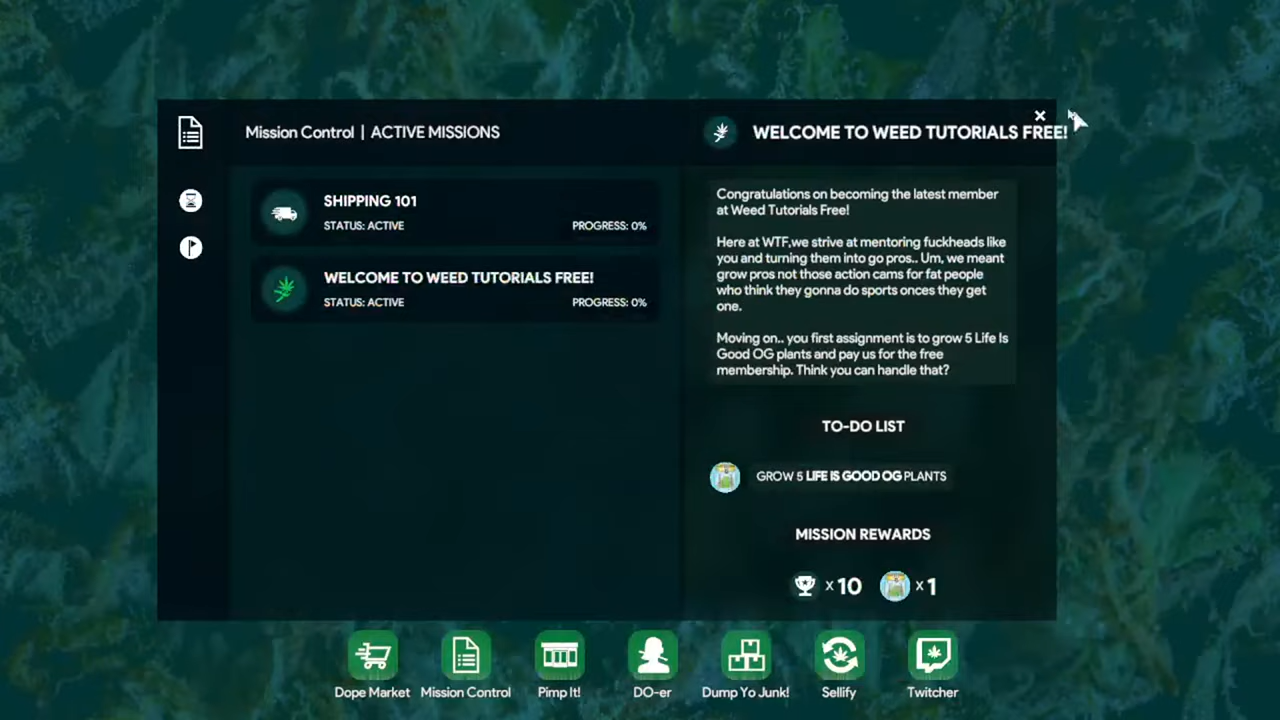 Mission Control | ACTIVE MISSIONS
SHIPPING 101
STATUS: ACTIVE PROGRESS: 0%
WELCOME TO WEED TUTORIALS FREE!
STATUS: ACTIVE PROGRESS: 0%
WELCOME TO WEED TUTORIALS FREE!
Congratulations on becoming the latest member
at Weed Tutorials Free!
Here at WTF,we strive at mentoring fuckheads like
you and turning them into go pros.. Um, we meant
grow pros not those action cams for fat people
who think they gonna do sports onces they get
one.
Moving on.. you first assignment is to grow 5 Life Is
Good OG plants and pay us for the free
membership. Think you can handle that?
TO-DO LIST
GROW 5 LIFE IS GOOD OG PLANTS
MISSION REWARDS
x 10 x 1
Dope Market Mission Control Pimp It! DO-er Dump Yo Junk! Sellify Twitcher